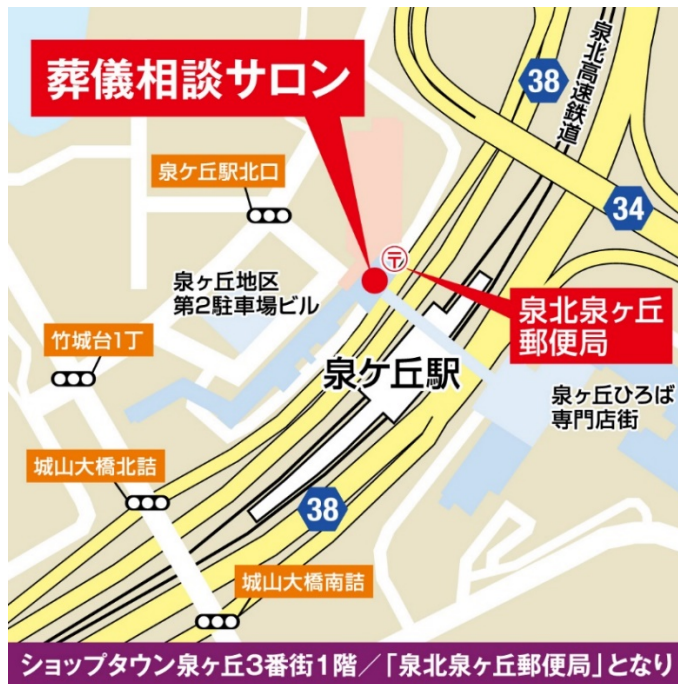 葬儀相談サロン
38
泉北高速鉄道
34
泉ケ丘駅北口
〒
泉ヶ丘地区
第2駐車場ビル
泉北泉ヶ丘
郵便局
竹城台1丁
泉ケ丘駅
泉ヶ丘ひろば
専門店街
城山大橋北詰
38
城山大橋南詰
ショップタウン泉ヶ丘3番街1階／「泉北泉ヶ丘郵便局」となり